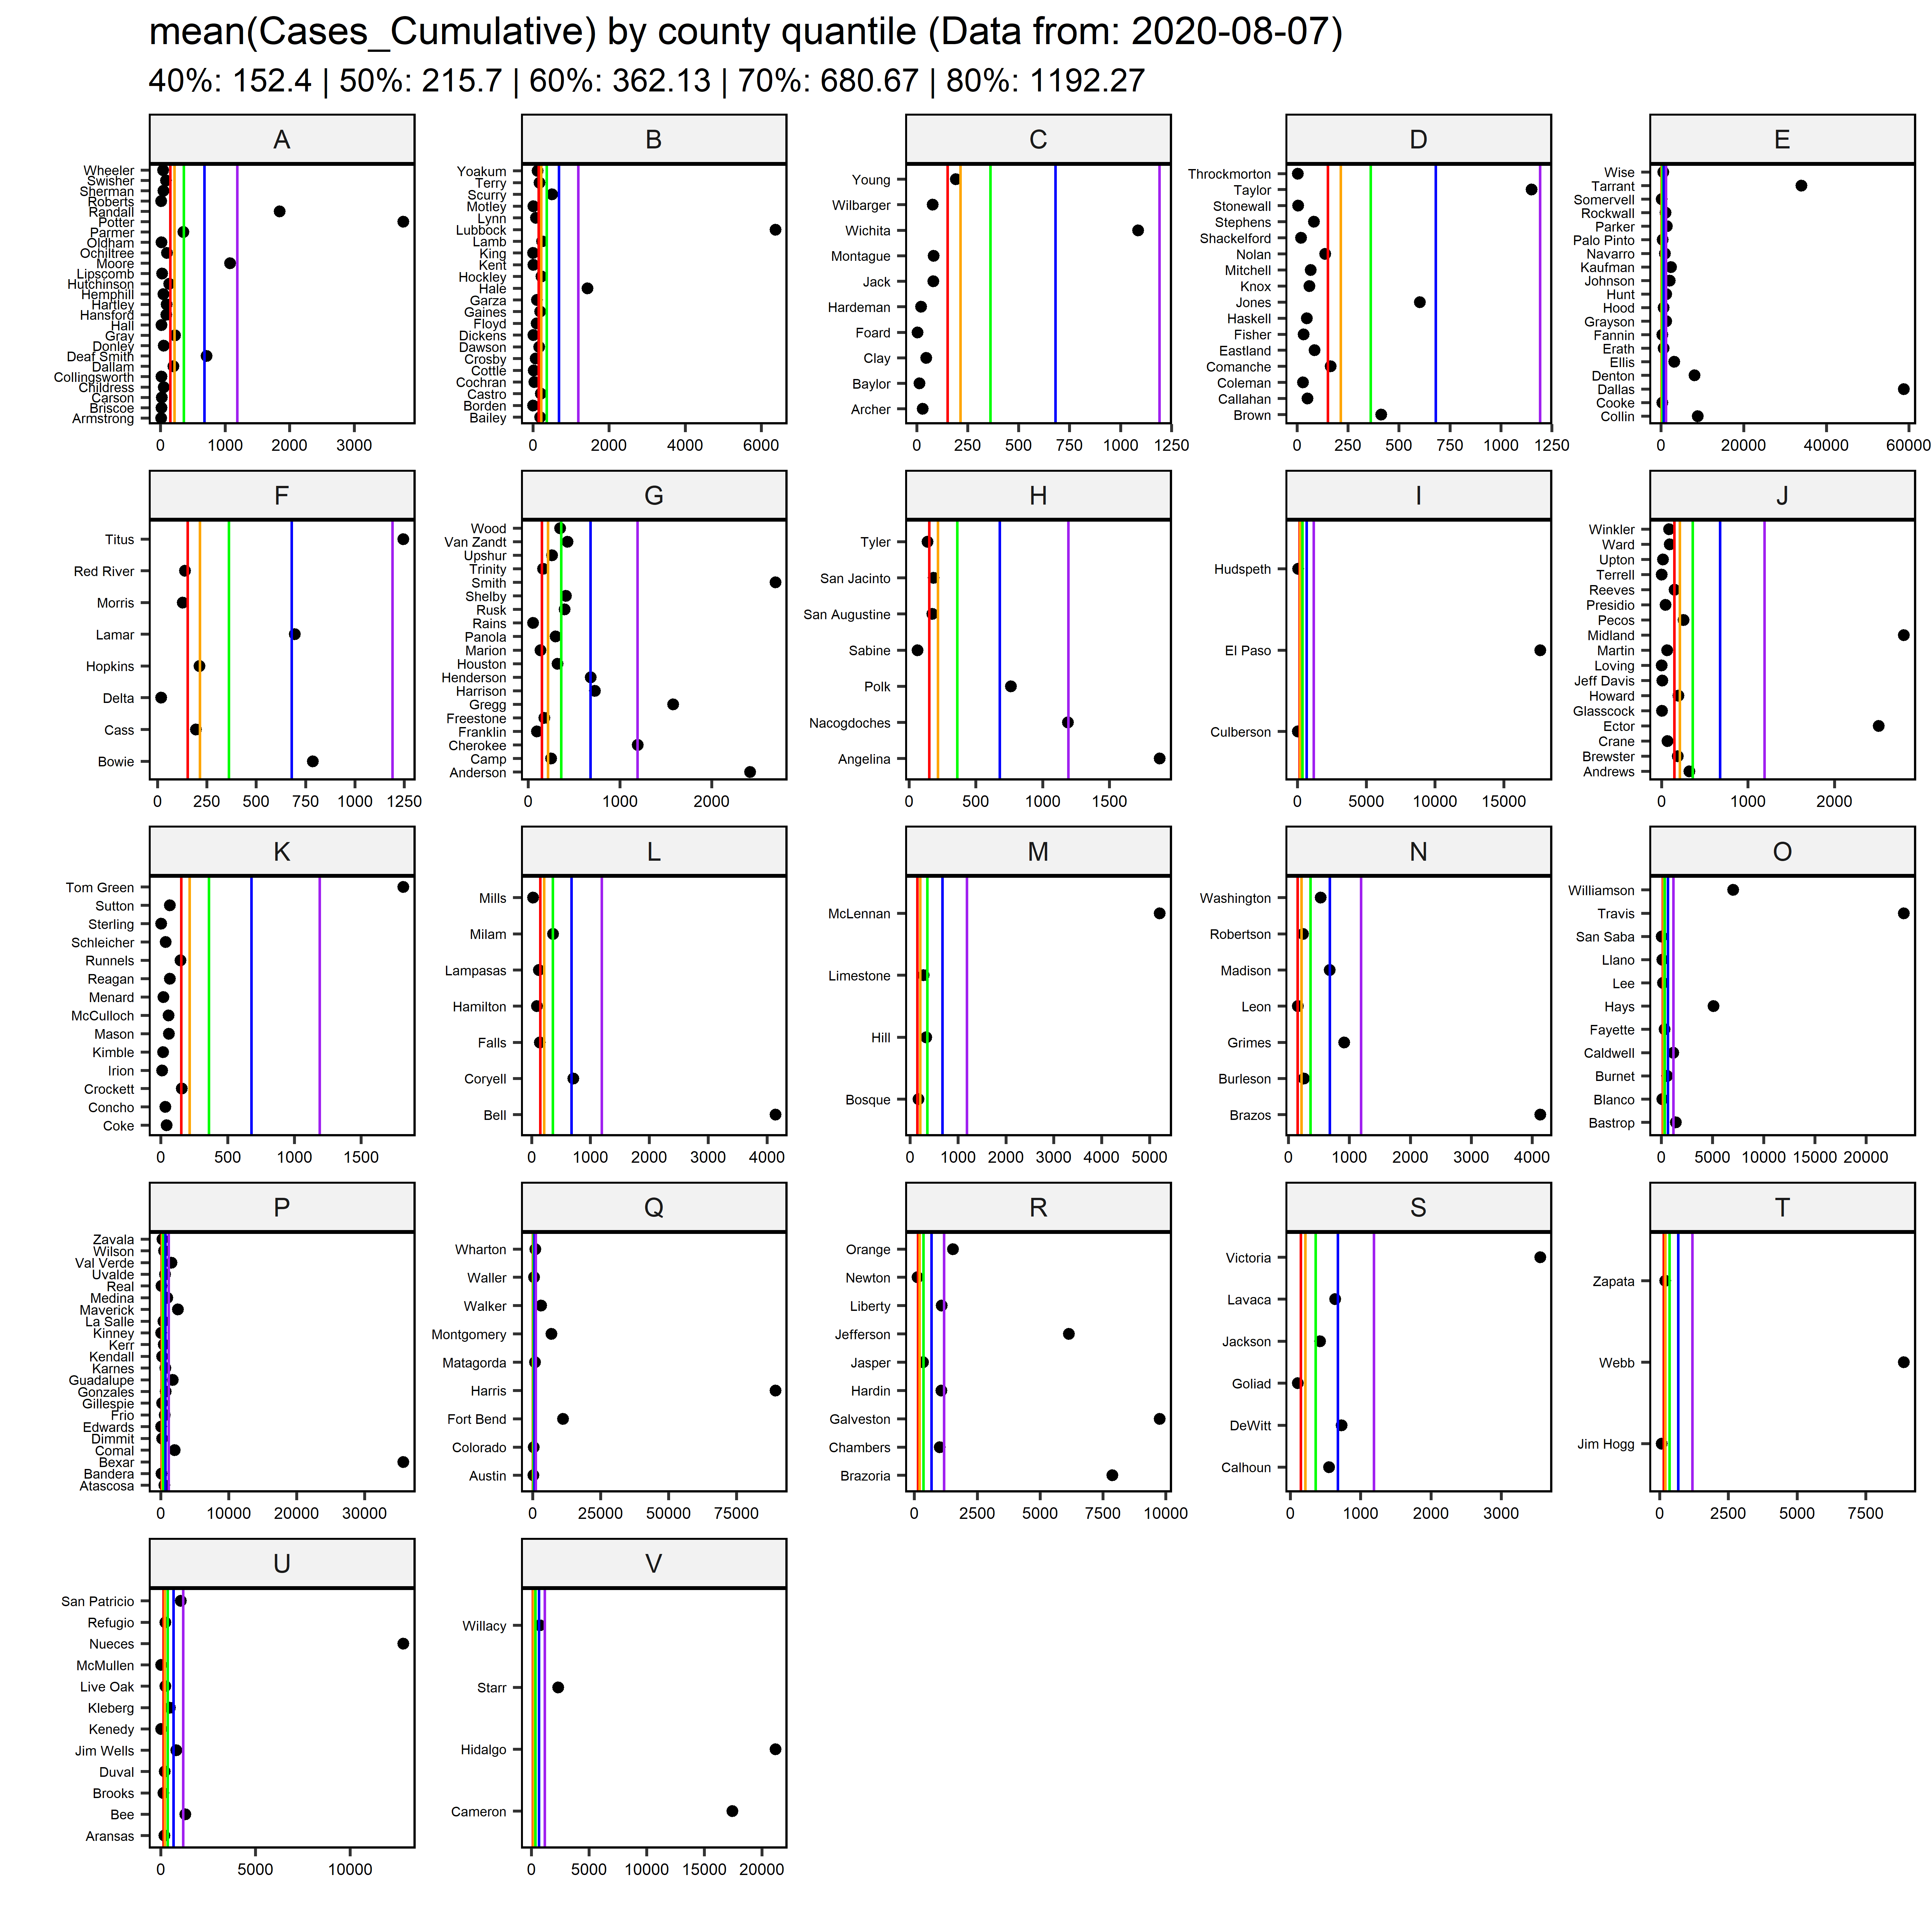 mean(Cases_Cumulative) by county quantile (Data from: 2020-08-07)
40%: 152.4 | 50%: 215.7 | 60%: 362.13 | 70%: 680.67 | 80%: 1192.27
A
Wheeler
Swisher
Sherman
Roberts
Randall
Potter
Parmer
Oldham
Ochiltree
Moore
Lipscomb
Hutchinson
Hemphill
Hartley
Hansford
Hall
Gray
Donley
Deaf Smith
Dallam
Collingsworth
Childress
Carson
Briscoe
Armstrong
0 1000 2000 3000
B
Yoakum
Terry
Scurry
Motley
Lynn
Lubbock
Lamb
King
Kent
Hockley
Hale
Garza
Gaines
Floyd
Dickens
Dawson
Crosby
Cottle
Cochran
Castro
Borden
Bailey
0 2000 4000 6000
C
Young
Wilbarger
Wichita
Montague
Jack
Hardeman
Foard
Clay
Baylor
Archer
0 250 500 750 1000 1250
D
Throckmorton
Taylor
Stonewall
Stephens
Shackelford
Nolan
Mitchell
Knox
Jones
Haskell
Fisher
Eastland
Comanche
Coleman
Callahan
Brown
0 250 500 750 1000 1250
E
Wise
Tarrant
Somervell
Rockwall
Parker
Palo Pinto
Navarro
Kaufman
Johnson
Hunt
Hood
Grayson
Fannin
Erath
Ellis
Denton
Dallas
Cooke
Collin
0 20000 40000 60000
F
Titus
Red River
Morris
Lamar
Hopkins
Delta
Cass
Bowie
0 250 500 750 1000 1250
G
Wood
Van Zandt
Upshur
Trinity
Smith
Shelby
Rusk
Rains
Panola
Marion
Houston
Henderson
Harrison
Gregg
Freestone
Franklin
Cherokee
Camp
Anderson
0 1000 2000
H
Tyler
San Jacinto
San Augustine
Sabine
Polk
Nacogdoches
Angelina
0 500 1000 1500
I
Hudspeth
El Paso
Culberson
0 5000 10000 15000
J
Winkler
Ward
Upton
Terrell
Reeves
Presidio
Pecos
Midland
Martin
Loving
Jeff Davis
Howard
Glasscock
Ector
Crane
Brewster
Andrews
0 1000 2000
K
Tom Green
Sutton
Sterling
Schleicher
Runnels
Reagan
Menard
McCulloch
Mason
Kimble
Irion
Crockett
Concho
Coke
0 500 1000 1500
L
Mills
Milam
Lampasas
Hamilton
Falls
Coryell
Bell
0 1000 2000 3000 4000
M
McLennan
Limestone
Hill
Bosque
0 1000 2000 3000 4000 5000
N
Washington
Robertson
Madison
Leon
Grimes
Burleson
Brazos
0 1000 2000 3000 4000
O
Williamson
Travis
San Saba
Llano
Lee
Hays
Fayette
Caldwell
Burnet
Blanco
Bastrop
0 5000 10000 15000 20000
P
Zavala
Wilson
Val Verde
Uvalde
Real
Medina
Maverick
La Salle
Kinney
Kerr
Kendall
Karnes
Guadalupe
Gonzales
Gillespie
Frio
Edwards
Dimmit
Comal
Bexar
Bandera
Atascosa
0 10000 20000 30000
Q
Wharton
Waller
Walker
Montgomery
Matagorda
Harris
Fort Bend
Colorado
Austin
0 25000 50000 75000
R
Orange
Newton
Liberty
Jefferson
Jasper
Hardin
Galveston
Chambers
Brazoria
0 2500 5000 7500 10000
S
Victoria
Lavaca
Jackson
Goliad
DeWitt
Calhoun
0 1000 2000 3000
T
Zapata
Webb
Jim Hogg
0 2500 5000 7500
U
San Patricio
Refugio
Nueces
McMullen
Live Oak
Kleberg
Kenedy
Jim Wells
Duval
Brooks
Bee
Aransas
0 5000 10000
V
Willacy
Starr
Hidalgo
Cameron
0 5000 10000 15000 20000